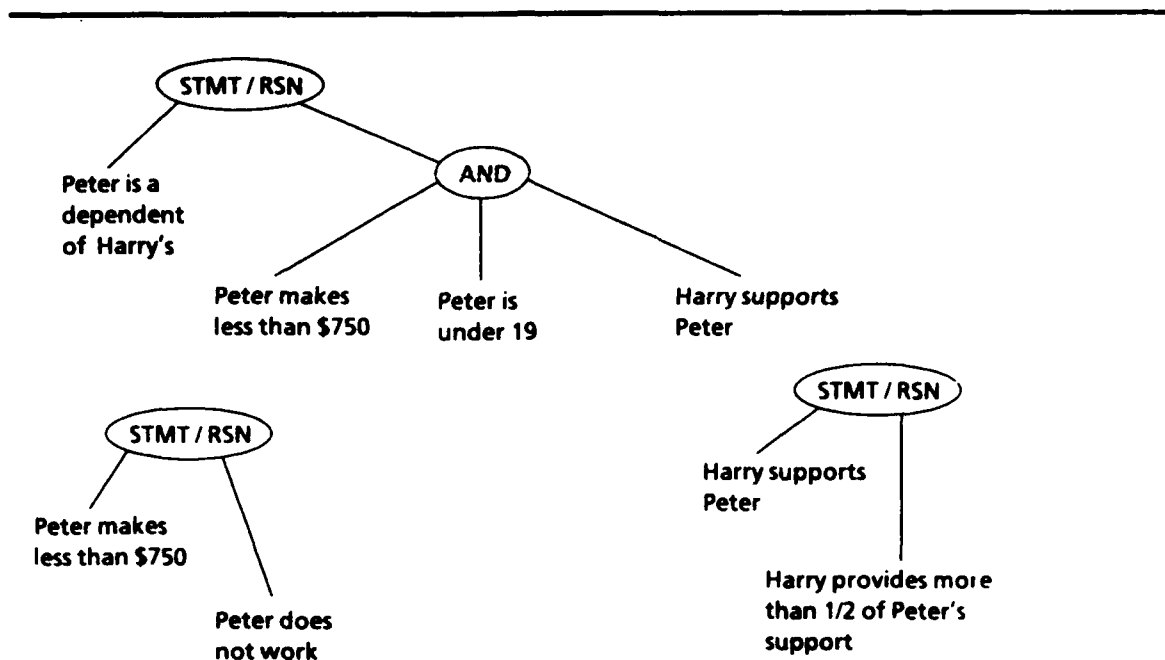 STMT / RSN
AND
Peter is a
dependent
of Harry's
Peter makes
less than $750
Peter is
under 19
Harry supports
Peter
STMT / RSN
Peter makes
less than $750
Peter does
not work
STMT / RSN
Harry supports
Peter
Harry provides more
than 1/2 of Peter's
support